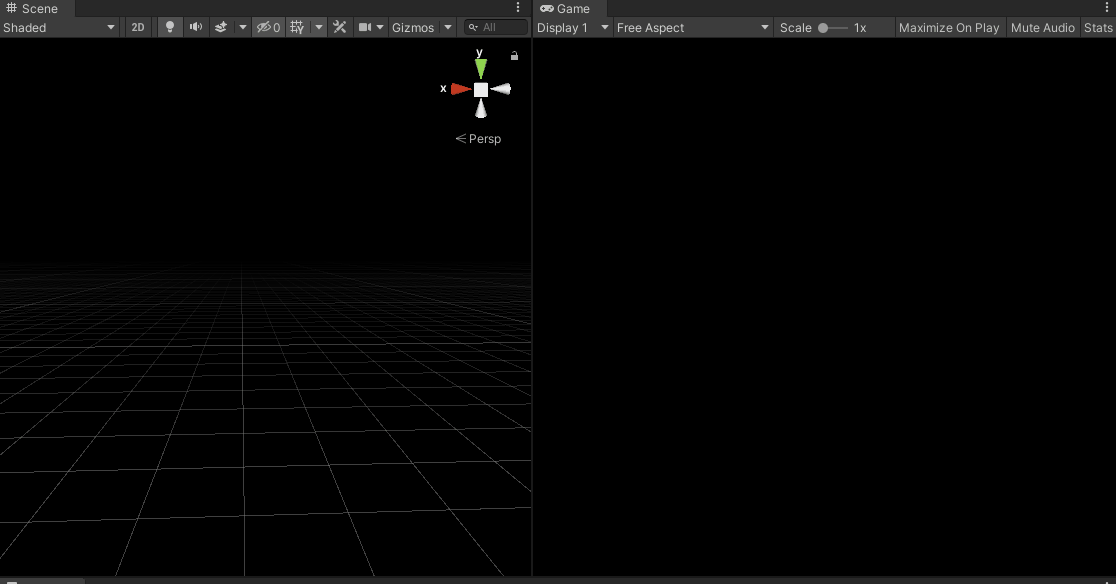 Scene
Shaded 2D 0 Gizmos All
y
x
Persp
Game
Display 1 Free Aspect Scale 1x Maximize On Play Mute Audio Stats